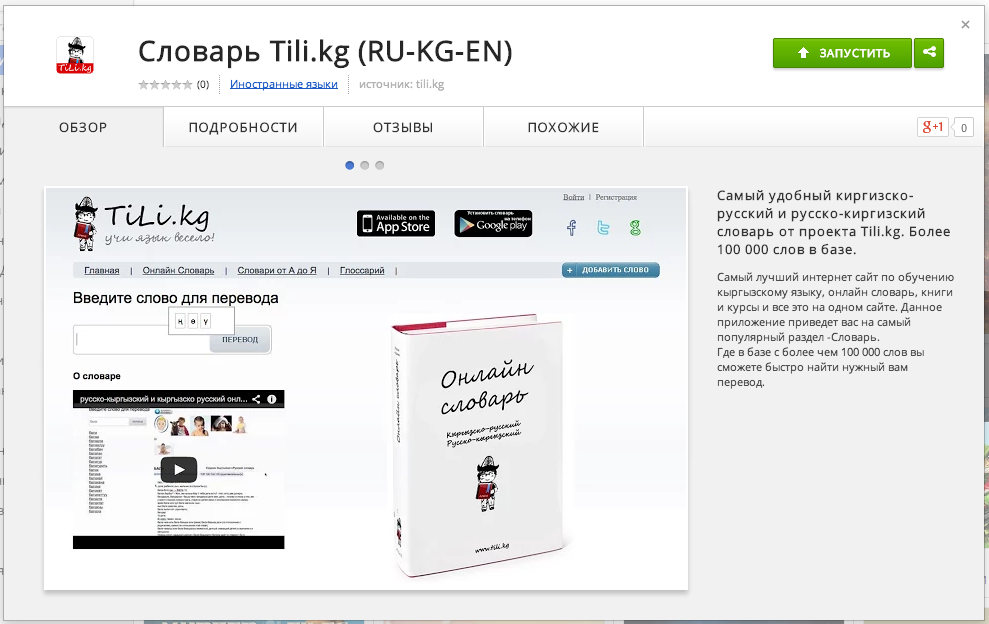 Словарь Tili.kg (RU-KG-EN)
(0)
Иностранные языки
источник: tili.kg
ЗАПУСТИТЬ
ОБЗОР
ПОДРОБНОСТИ
ОТЗЫВЫ
ПОХОЖИЕ
g+1
0
TiLi.kg
TiLi.kg
учи язык весело!
Available on the
App Store
Установить словарь
на телефон
Google play
Войти | Регистрация
Главная | Онлайн Словарь | Словари от А до Я | Глоссарий |
+ ДОБАВИТЬ СЛОВО
Введите слово для перевода
ң ө ү
ПЕРЕВОД
О словаре
русско-кыргызский и кыргызско русский онл...
Введите слово для перевода
Онлайн словарь
Онлайн
словарь
Кыргызско-русский
Русско-кыргызский
www.tili.kg
Самый удобный киргизско-
русский и русско-киргизский
словарь от проекта Tili.kg. Более
100 000 слов в базе.
Самый лучший интернет сайт по обучению
кыргызскому языку, онлайн словарь, книги
и курсы и все это на одном сайте. Данное
приложение приведет вас на самый
популярный раздел -Словарь.
Где в базе с более чем 100 000 слов вы
сможете быстро найти нужный вам
перевод.